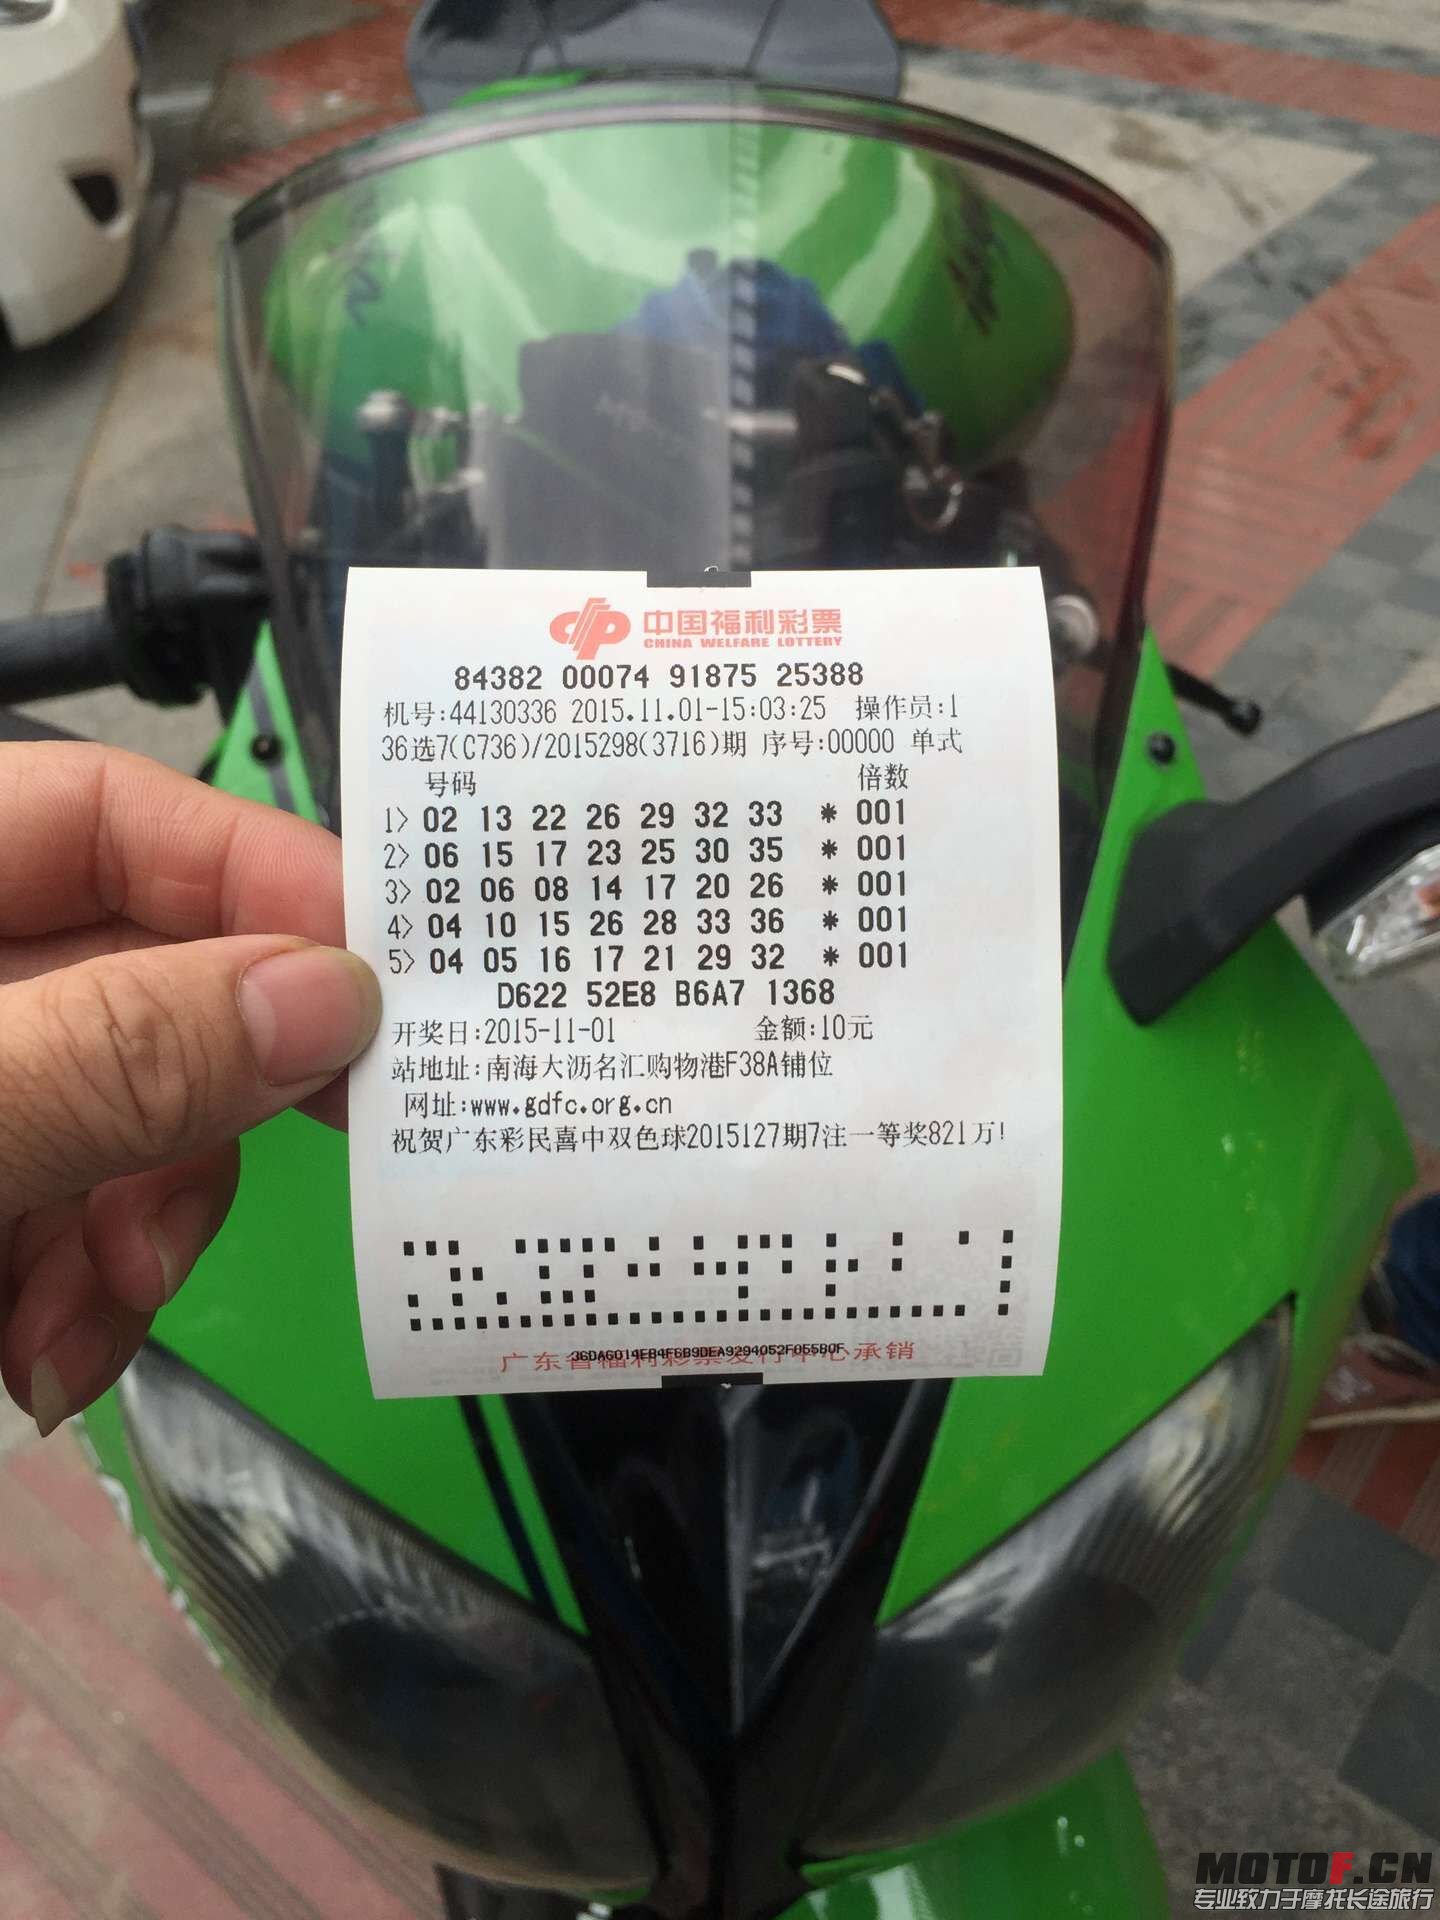 中国福利彩票
CHINA WELFARE LOTTERY
84382 00074 91875 25388
机号:44130336 2015.11.01-15:03:25 操作员:1
36选7(C736)/2015298(3716)期 序号:00000 单式
号码 倍数
1> 02 13 22 26 29 32 33 * 001
2> 06 15 17 23 25 30 35 * 001
3> 02 06 08 14 17 20 26 * 001
4> 04 10 15 26 28 33 36 * 001
5> 04 05 16 17 21 29 32 * 001
D622 52E8 B6A7 1368
开奖日:2015-11-01 金额:10元
站地址:南海大沥名汇购物港F38A铺位
网址:www.gdfc.org.cn
祝贺广东彩民喜中双色球2015127期7注一等奖821万!
36DA6014EB4F6B9DEA9294052F055B0F
广东省福利彩票发行中心承销
MOTOF.CN
专业致力于摩托长途旅行